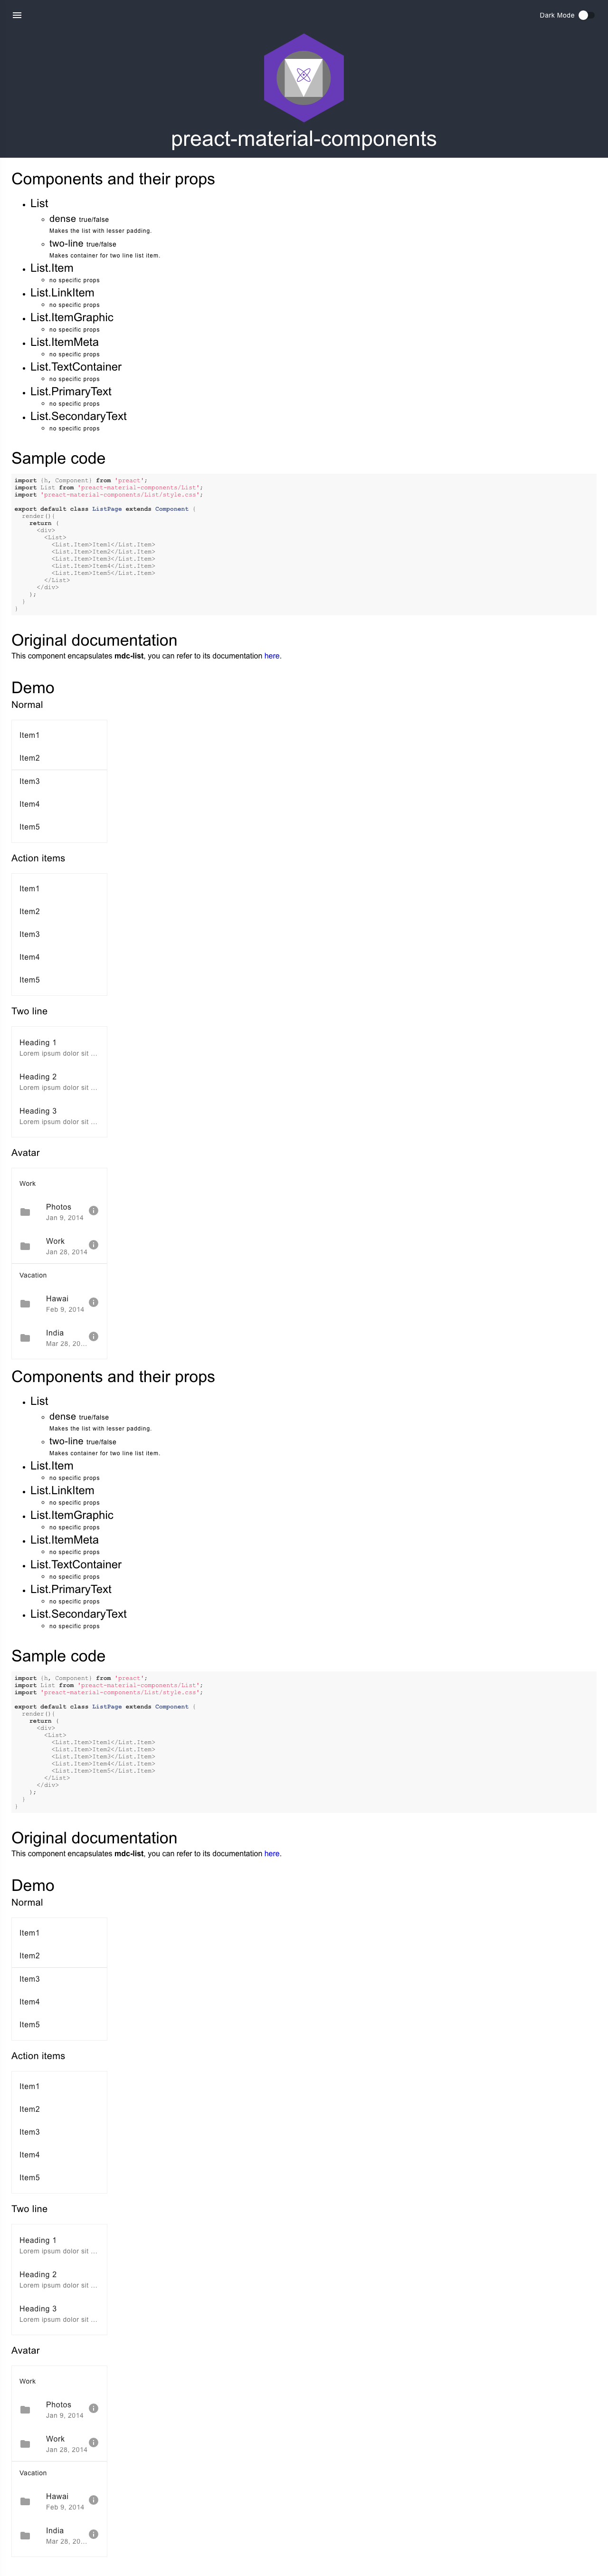 Dark Mode
preact-material-components
Components and their props
List
dense true/false
Makes the list with lesser padding.
two-line true/false
Makes container for two line list item.
List.Item
no specific props
List.LinkItem
no specific props
List.ItemGraphic
no specific props
List.ItemMeta
no specific props
List.TextContainer
no specific props
List.PrimaryText
no specific props
List.SecondaryText
no specific props
Sample code
import {h, Component} from 'preact';
import List from 'preact-material-components/List';
import 'preact-material-components/List/style.css';
export default class ListPage extends Component {
render(){
return (
<div>
<List>
<List.Item>Item1</List.Item>
<List.Item>Item2</List.Item>
<List.Item>Item3</List.Item>
<List.Item>Item4</List.Item>
<List.Item>Item5</List.Item>
</List>
</div>
);
}
}
Original documentation
This component encapsulates mdc-list, you can refer to its documentation here.
Demo
Normal
Item1
Item2
Item3
Item4
Item5
Action items
Item1
Item2
Item3
Item4
Item5
Two line
Heading 1
Lorem ipsum dolor sit ...
Heading 2
Lorem ipsum dolor sit ...
Heading 3
Lorem ipsum dolor sit ...
Avatar
Work
Photos
Jan 9, 2014
Work
Jan 28, 2014
Vacation
Hawai
Feb 9, 2014
India
Mar 28, 20...
Components and their props
List
dense true/false
Makes the list with lesser padding.
two-line true/false
Makes container for two line list item.
List.Item
no specific props
List.LinkItem
no specific props
List.ItemGraphic
no specific props
List.ItemMeta
no specific props
List.TextContainer
no specific props
List.PrimaryText
no specific props
List.SecondaryText
no specific props
Sample code
import {h, Component} from 'preact';
import List from 'preact-material-components/List';
import 'preact-material-components/List/style.css';
export default class ListPage extends Component {
render(){
return (
<div>
<List>
<List.Item>Item1</List.Item>
<List.Item>Item2</List.Item>
<List.Item>Item3</List.Item>
<List.Item>Item4</List.Item>
<List.Item>Item5</List.Item>
</List>
</div>
);
}
}
Original documentation
This component encapsulates mdc-list, you can refer to its documentation here.
Demo
Normal
Item1
Item2
Item3
Item4
Item5
Action items
Item1
Item2
Item3
Item4
Item5
Two line
Heading 1
Lorem ipsum dolor sit ...
Heading 2
Lorem ipsum dolor sit ...
Heading 3
Lorem ipsum dolor sit ...
Avatar
Work
Photos
Jan 9, 2014
Work
Jan 28, 2014
Vacation
Hawai
Feb 9, 2014
India
Mar 28, 20...